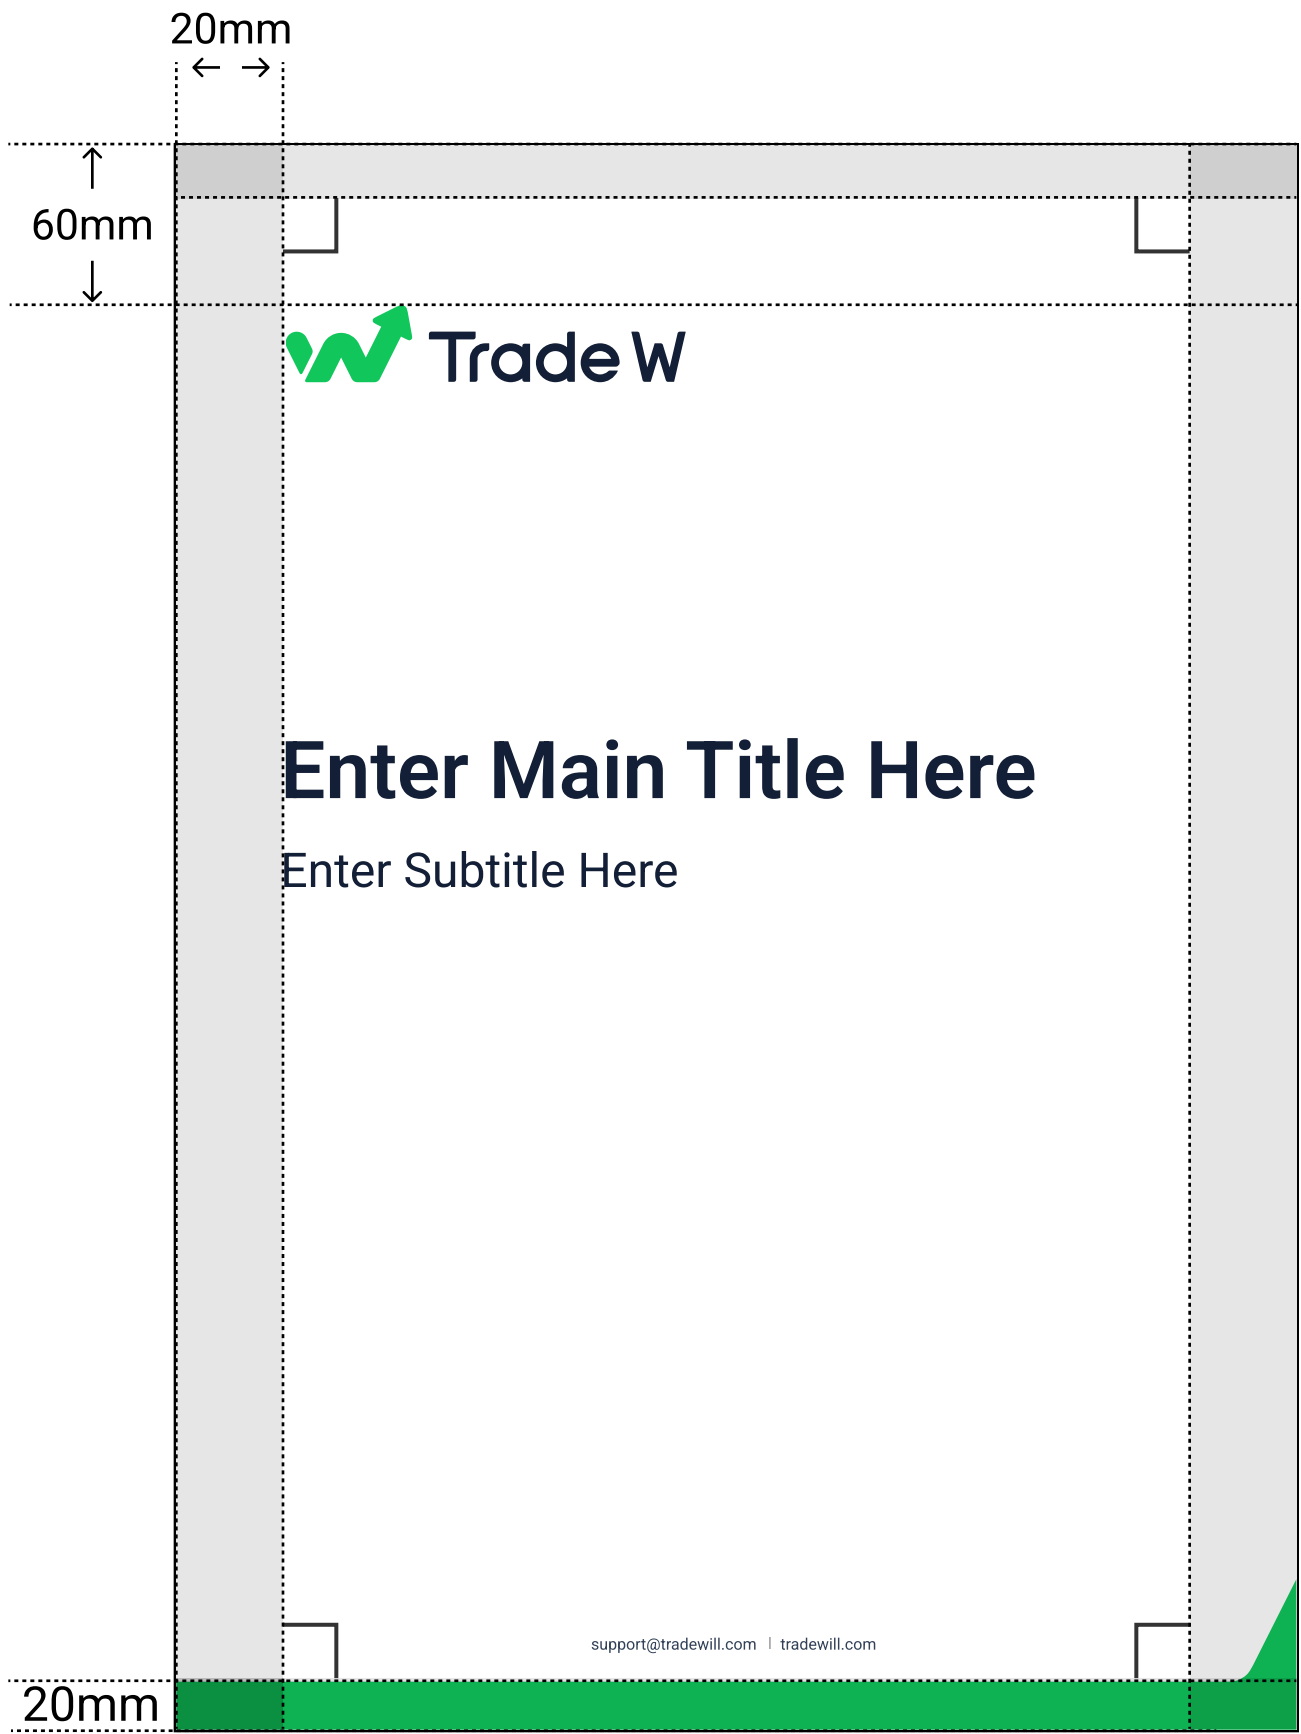 20mm
60mm
Trade W
Enter Main Title Here
Enter Subtitle Here
support@tradewill.com | tradewill.com
20mm